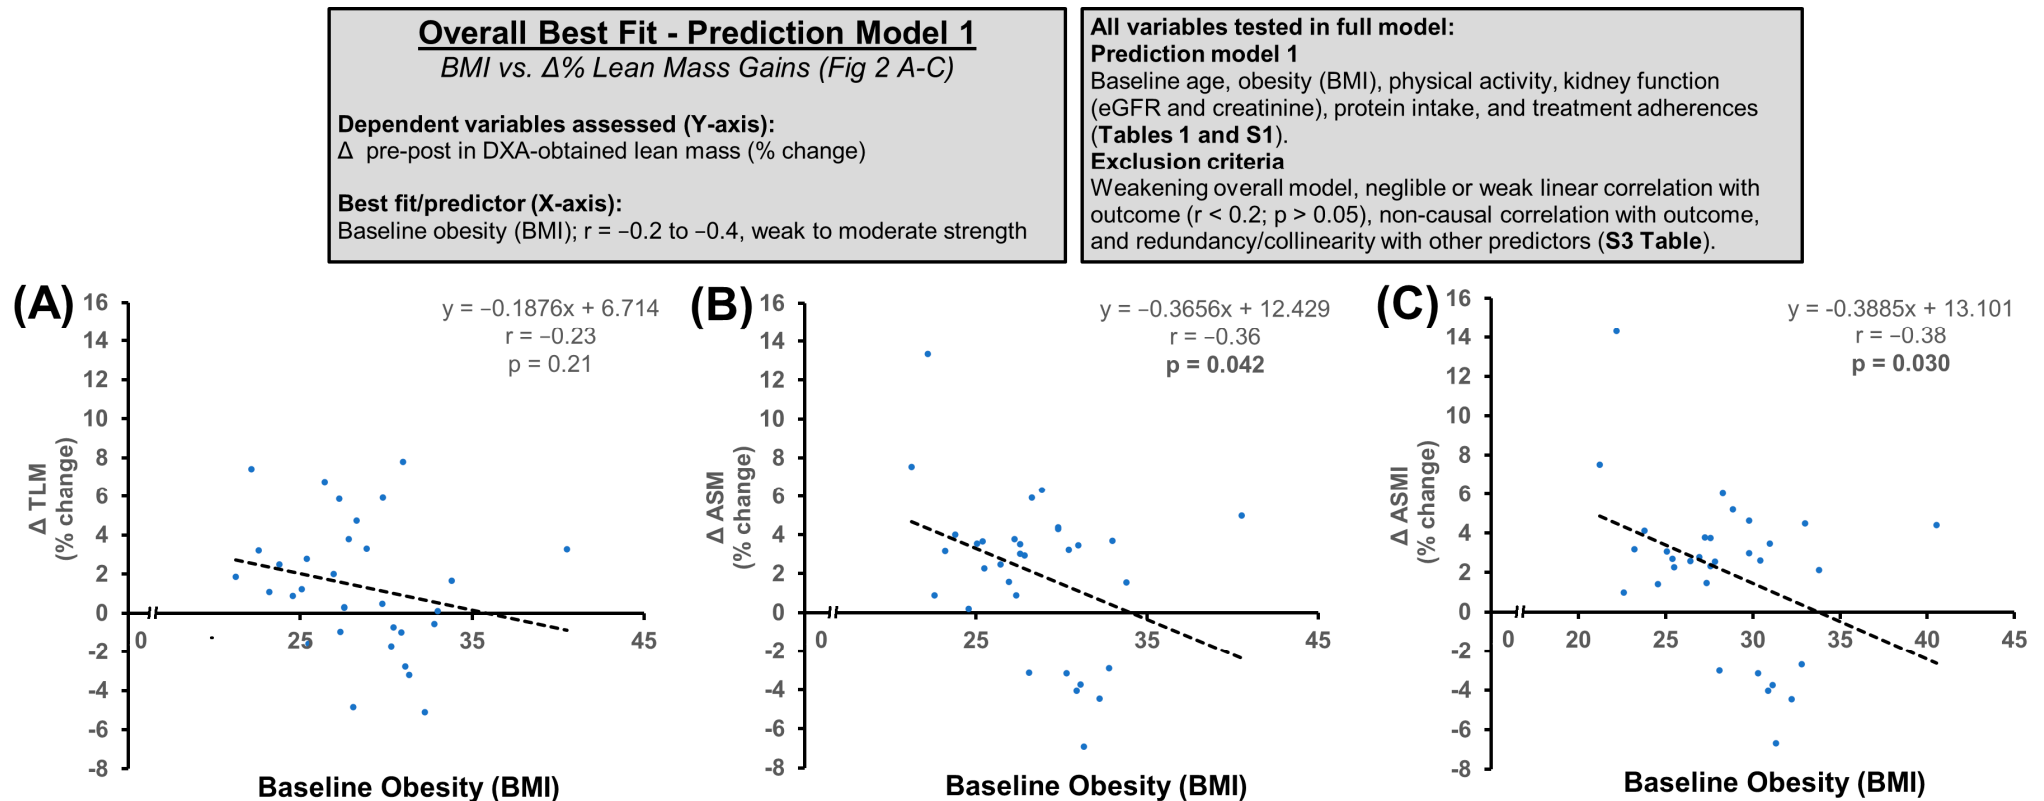 Overall Best Fit - Prediction Model 1
BMI vs. Δ% Lean Mass Gains (Fig 2 A-C)
Dependent variables assessed (Y-axis):
Δ pre-post in DXA-obtained lean mass (% change)
Best fit/predictor (X-axis):
Baseline obesity (BMI); r = −0.2 to −0.4, weak to moderate strength
All variables tested in full model:
Prediction model 1
Baseline age, obesity (BMI), physical activity, kidney function
(eGFR and creatinine), protein intake, and treatment adherences
(Tables 1 and S1).
Exclusion criteria
Weakening overall model, neglible or weak linear correlation with
outcome (r < 0.2; p > 0.05), non-causal correlation with outcome,
and redundancy/collinearity with other predictors (S3 Table).
(A)
y = −0.1876x + 6.714
r = −0.23
p = 0.21
Δ TLM
(% change)
16
14
12
10
8
6
4
2
0
-2
-4
-6
-8
0
25
35
45
Baseline Obesity (BMI)
(B)
y = −0.3656x + 12.429
r = −0.36
p = 0.042
Δ ASM
(% change)
16
14
12
10
8
6
4
2
0
-2
-4
-6
-8
0
25
35
45
Baseline Obesity (BMI)
(C)
y = -0.3885x + 13.101
r = −0.38
p = 0.030
Δ ASMI
(% change)
16
14
12
10
8
6
4
2
0
-2
-4
-6
-8
0
20
25
30
35
40
45
Baseline Obesity (BMI)